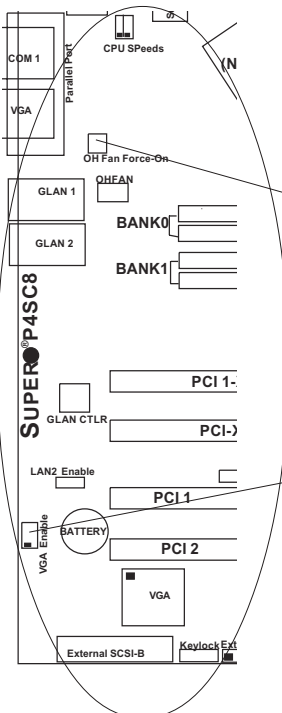 CPU SPeeds
COM 1
Parallel Port
(N
VGA
OH Fan Force-On
OHFAN
GLAN 1
BANK0
GLAN 2
BANK1
SUPER®P4SC8
PCI 1-
GLAN CTLR
PCI-X
LAN2 Enable
PCI 1
VGA Enable
BATTERY
PCI 2
VGA
External SCSI-B
Keylock
Ext